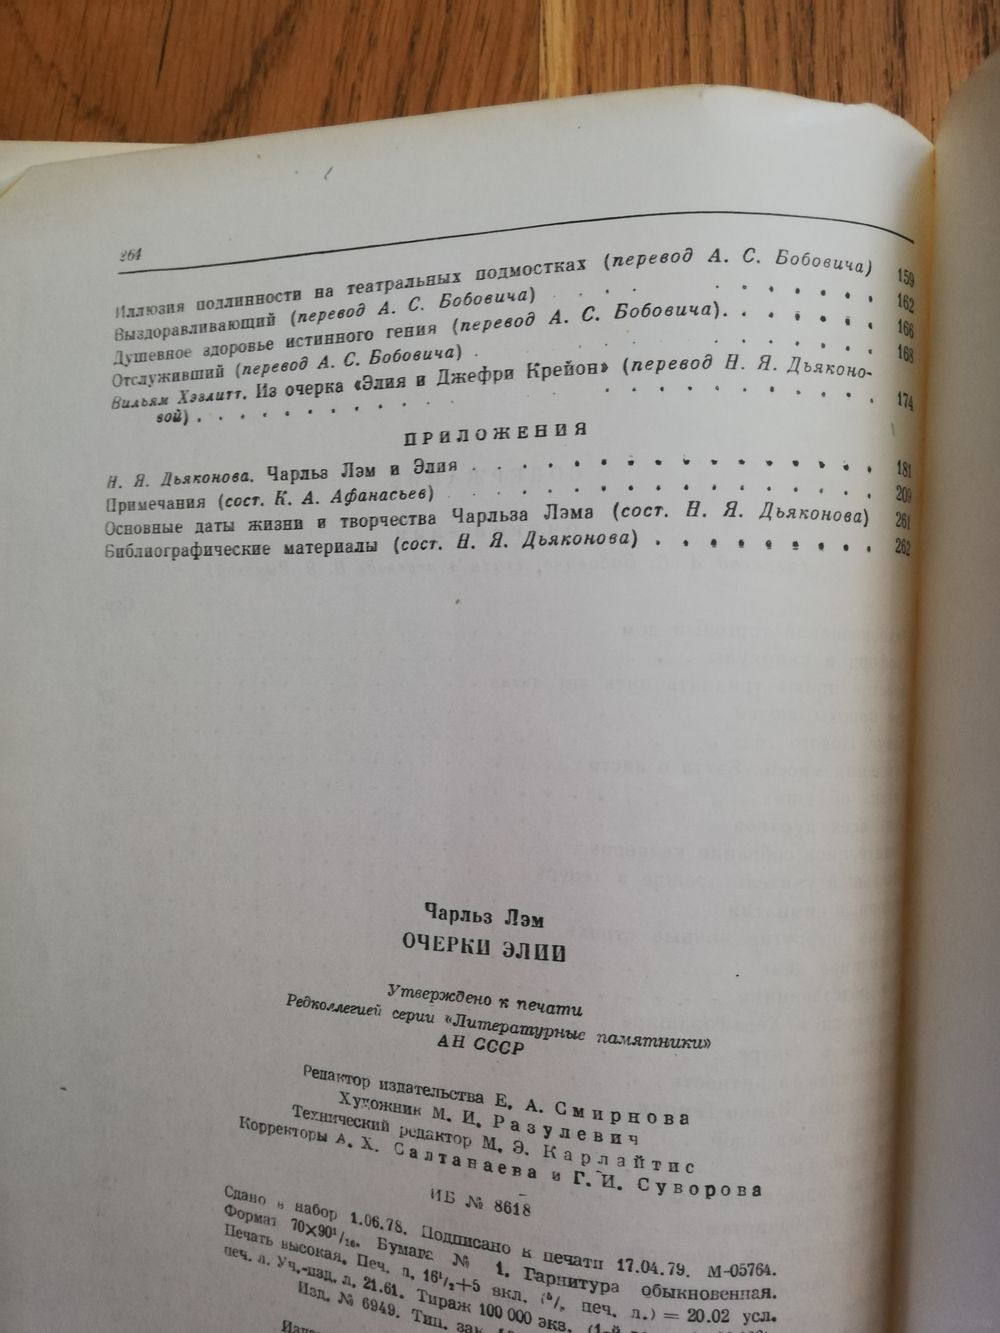 264
Иллюзия подлинности на театральных подмостках (перевод А. С. Бобовича) 159
Выздоравливающий (перевод А. С. Бобовича) . . . . . . . . . 162
Душевное здоровье истинного гения (перевод А. С. Бобовича). . . . . . 166
Отслуживший (перевод А. С. Бобовича) . . . . . . . . . 168
Вильям Хэзлитт. Из очерка «Элия и Джефри Крейон» (перевод Н. Я. Дьяконо-
вой) . . . . . . . . . . . . . . . . . . 174
ПРИЛОЖЕНИЯ
Н. Я. Дьяконова. Чарльз Лэм и Элия . . . . . . . . . . . . . . . 181
Примечания (сост. К. А. Афанасьев) . . . . . . . . . . . . . . . 209
Основные даты жизни и творчества Чарльза Лэма (сост. Н. Я. Дьяконова) 261
Библиографические материалы (сост. Н. Я. Дьяконова) . . . . . . . . . 262
Чарльз Лэм
ОЧЕРКИ ЭЛИИ
Утверждено к печати
Редколлегией серии «Литературные памятники»
АН СССР
Редактор издательства Е. А. Смирнова
Художник М. И. Разулевич
Технический редактор М. Э. Карлайтис
Корректоры А. Х. Салтанаева и Г. И. Суворова
ИБ № 8618
Сдано в набор 1.06.78. Подписано к печати 17.04.79. М-05764.
Формат 70×90¹/₁₆. Бумага № 1. Гарнитура обыкновенная.
Печать высокая. Печ. л. 16¹/₂+5 вкл. печ. л.) = 20.02 усл.
печ. л. Уч.-изд. л. 21.61. Тираж 100 000 экз.
Изд. № 6949. Тип. зак.